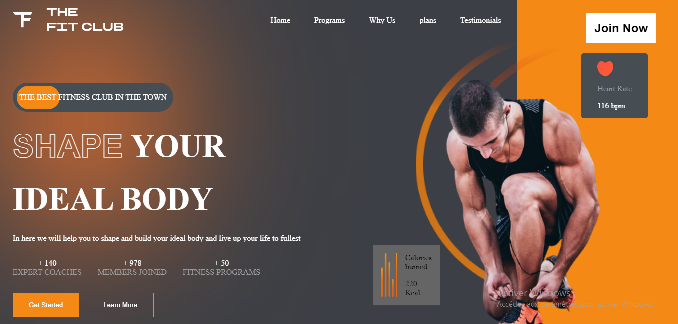 THE
FIT CLUB
Home Programs Why Us plans Testimonials
Join Now
Heart Rate
116 bpm
THE BEST FITNESS CLUB IN THE TOWN
SHAPE YOUR
IDEAL BODY
In here we will help you to shape and build your ideal body and live up your life to fullest
+ 140 + 978 + 50
EXPERT COACHES MEMBERS JOINED FITNESS PROGRAMS
Calories
burned
220
Kcal
Get Started Learn More